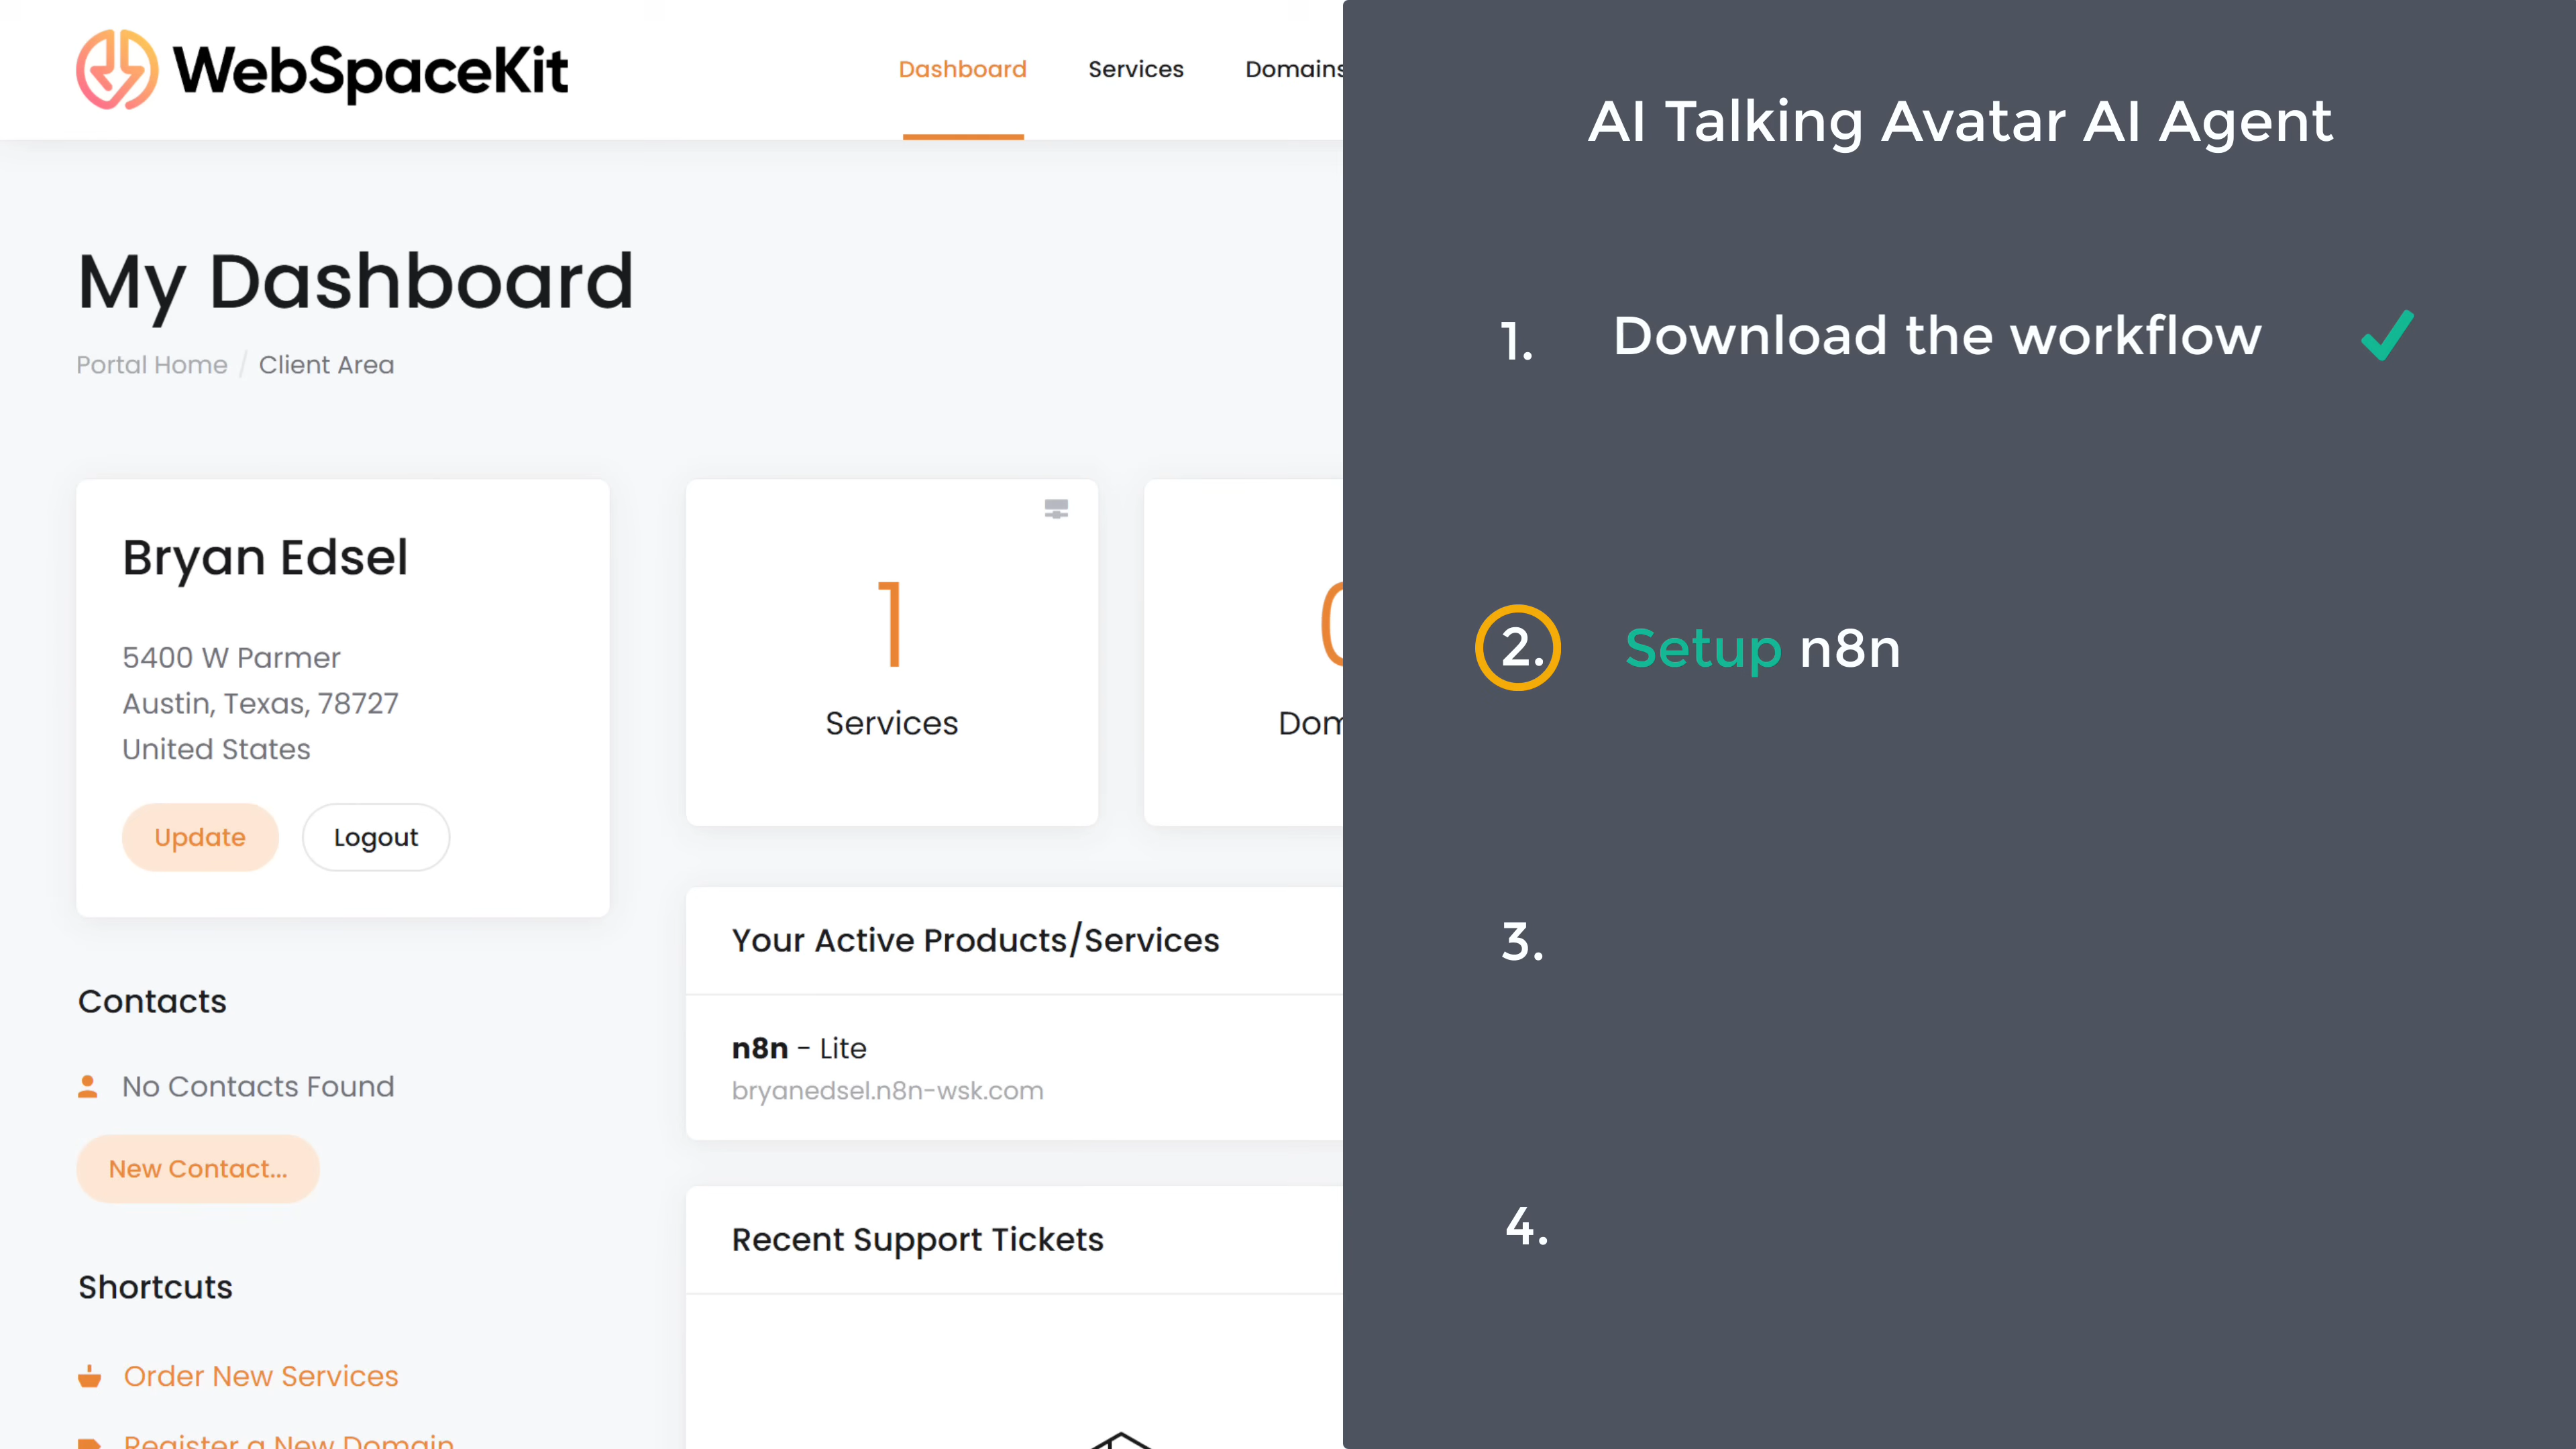 WebSpaceKit
Dashboard
Services
Domains
My Dashboard
Portal Home / Client Area
Bryan Edsel
5400 W Parmer
Austin, Texas, 78727
United States
Update
Logout
Contacts
No Contacts Found
New Contact...
Shortcuts
Order New Services
Register a New Domain
1
Services
0
Dom
Your Active Products/Services
n8n - Lite
bryanedsel.n8n-wsk.com
Recent Support Tickets
AI Talking Avatar AI Agent
1. Download the workflow
2. Setup n8n
3.
4.